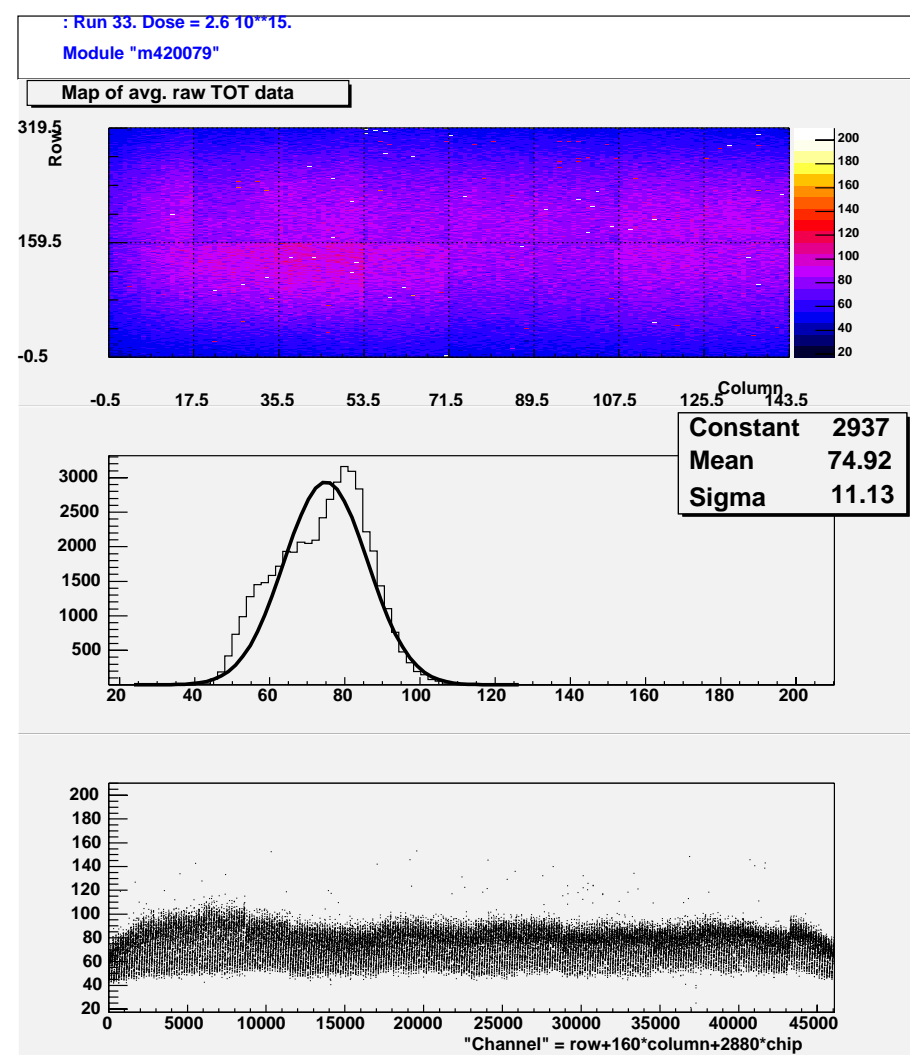 : Run 33. Dose = 2.6 10**15.
Module "m420079"
Map of avg. raw TOT data
Row
319.5
159.5
-0.5
200
180
160
140
120
100
80
60
40
20
Column
-0.5 17.5 35.5 53.5 71.5 89.5 107.5 125.5 143.5
Constant 2937
Mean 74.92
Sigma 11.13
3000
2500
2000
1500
1000
500
20 40 60 80 100 120 140 160 180 200
200
180
160
140
120
100
80
60
40
20
0 5000 10000 15000 20000 25000 30000 35000 40000 45000
"Channel" = row+160*column+2880*chip